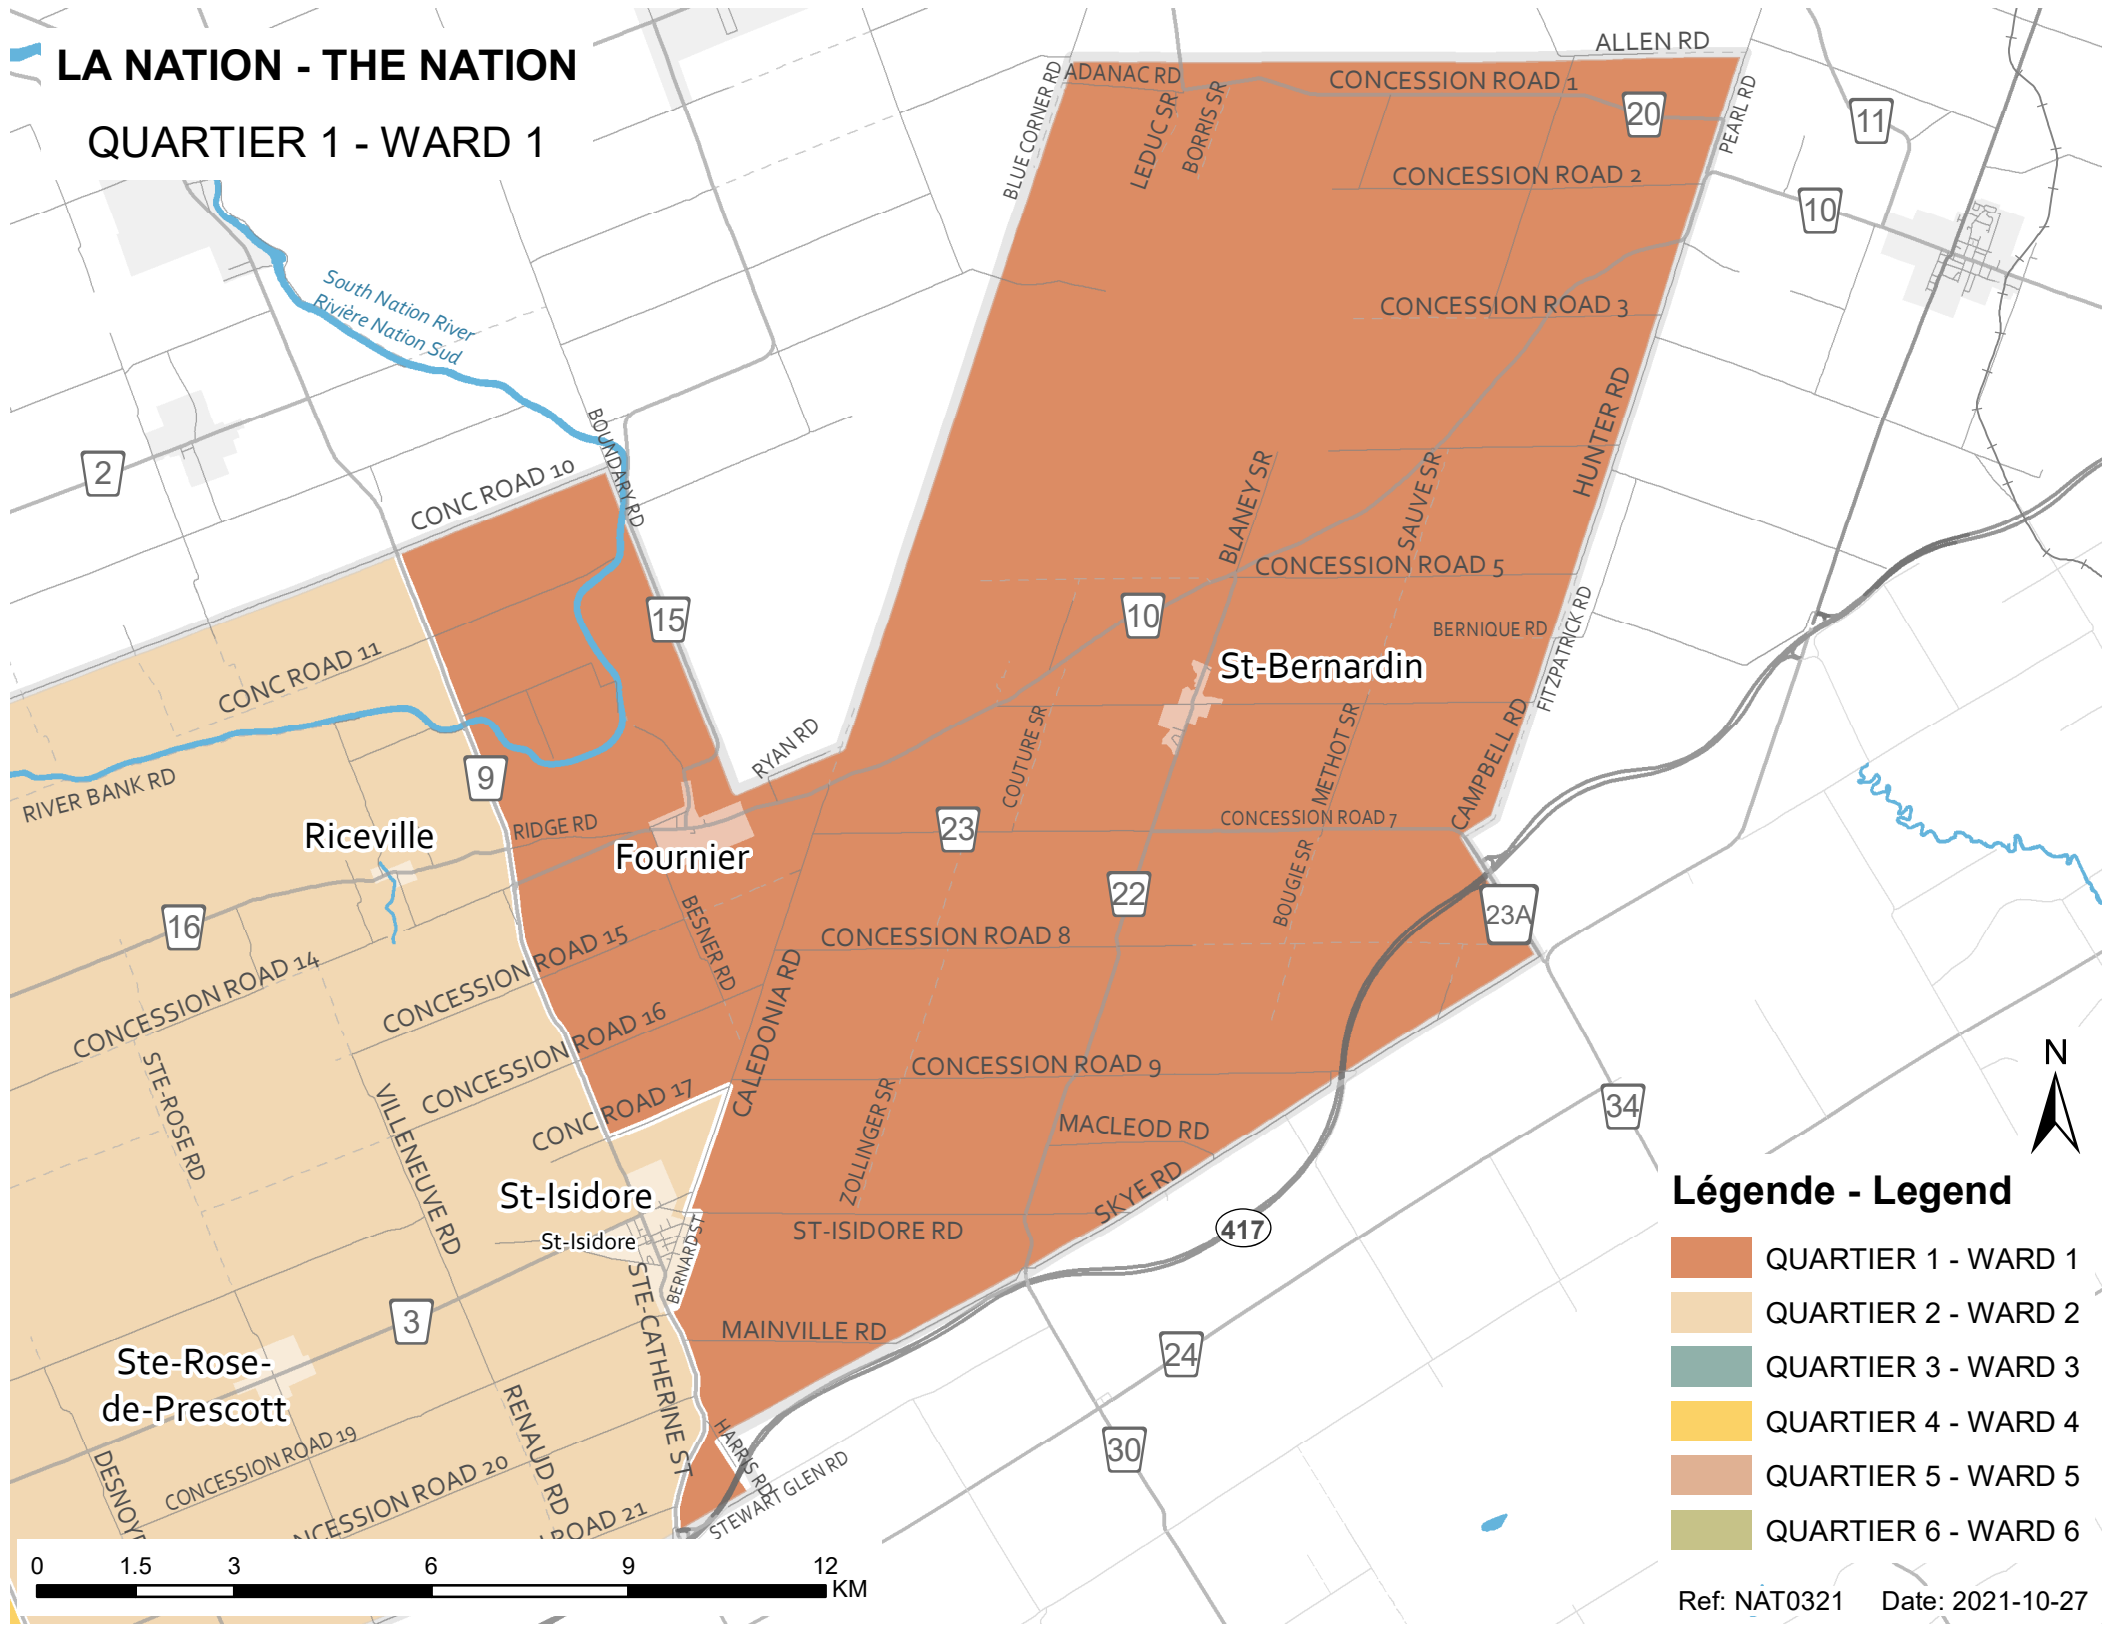 LA NATION - THE NATION
QUARTIER 1 - WARD 1
ALLEN RD
ADANAC RD
CONCESSION ROAD 1
BLUE CORNER RD
LEDUC SR
BORRIS SR
20
PEARL RD
11
CONCESSION ROAD 2
10
South Nation River
Rivière Nation Sud
CONCESSION ROAD 3
HUNTER RD
BOUNDARY RD
2
CONC ROAD 10
BLANEY SR
SAUVE SR
CONCESSION ROAD 5
15
10
BERNIQUE RD
FITZPATRICK RD
St-Bernardin
CONC ROAD 11
COUTURE SR
METHOT SR
CAMPBELL RD
RYAN RD
RIVER BANK RD
9
Riceville
RIDGE RD
Fournier
23
CONCESSION ROAD 7
BOUGIE SR
22
23A
16
BESNER RD
CONCESSION ROAD 8
CONCESSION ROAD 14
CONCESSION ROAD 15
CALEDONIA RD
CONCESSION ROAD 16
CONCESSION ROAD 9
STE-ROSE RD
VILLENEUVE RD
CONC ROAD 17
ZOLLINGER SR
MACLEOD RD
34
N
SKYE RD
St-Isidore
St-Isidore
BERNARD ST
ST-ISIDORE RD
417
STE-CATHERINE ST
3
MAINVILLE RD
24
Ste-Rose-
de-Prescott
RENAUD RD
HARRIS RD
30
CONCESSION ROAD 19
CONCESSION ROAD 20
DESNOYE
NCESSION ROAD 20
ROAD 21
STEWART GLEN RD
Légende - Legend
QUARTIER 1 - WARD 1
QUARTIER 2 - WARD 2
QUARTIER 3 - WARD 3
QUARTIER 4 - WARD 4
QUARTIER 5 - WARD 5
QUARTIER 6 - WARD 6
0 1.5 3 6 9 12
KM
Ref: NAT0321 Date: 2021-10-27